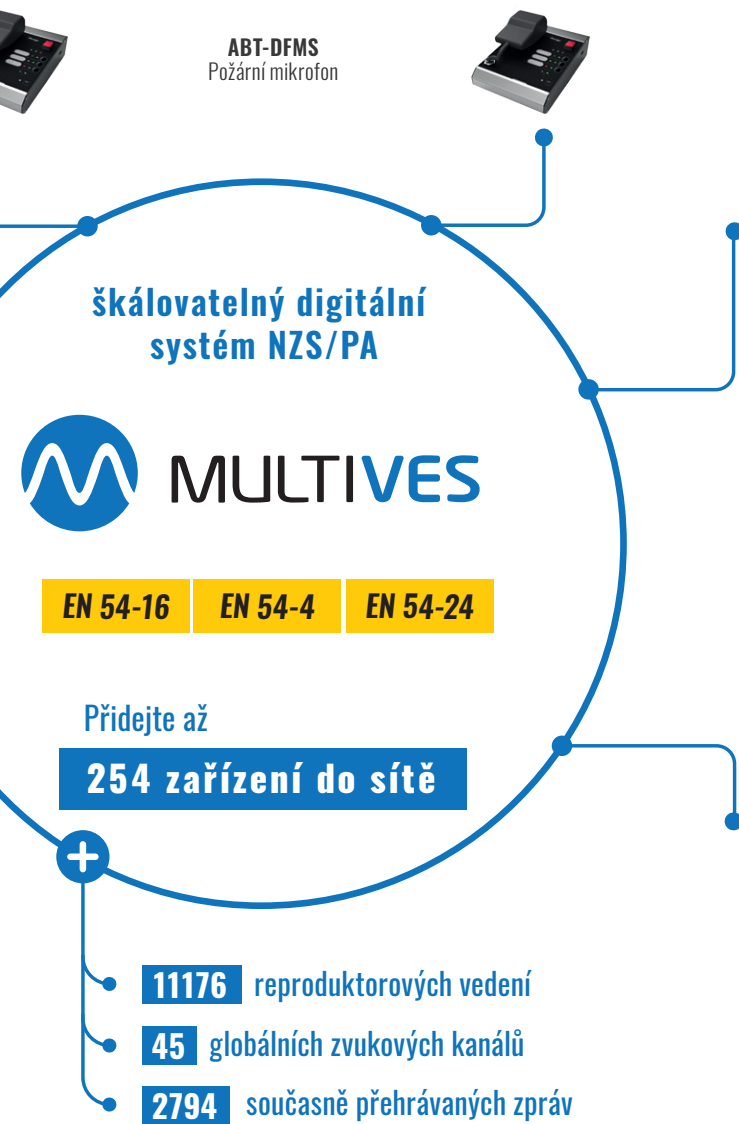 ABT-DFMS
Požární mikrofon
škálovatelný digitální
systém NZS/PA
MULTIVES
EN 54-16 EN 54-4 EN 54-24
Přidejte až
254 zařízení do sítě
11176 reproduktorových vedení
45 globálních zvukových kanálů
2794 současně přehrávaných zpráv